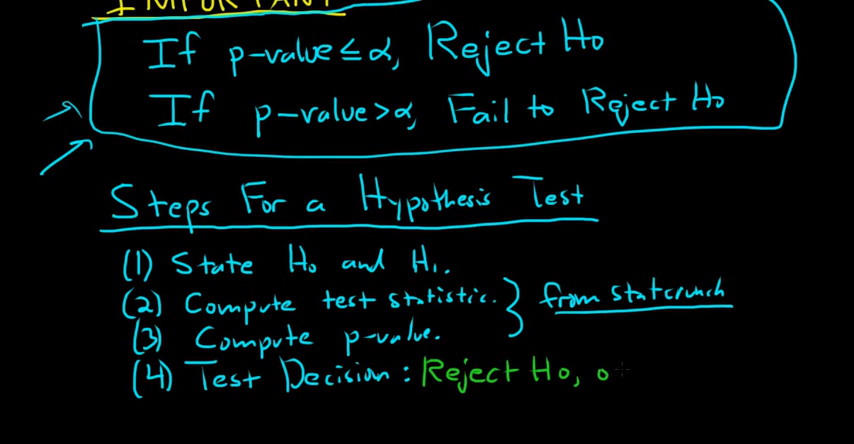 IMPORTANT
If p-value ≤ α, Reject Ho
If p-value > α, Fail to Reject Ho
Steps For a Hypothesis Test
(1) State Ho and H₁.
(2) Compute test statistic. } from statcrunch
(3) Compute p-value.
(4) Test Decision: Reject Ho, o